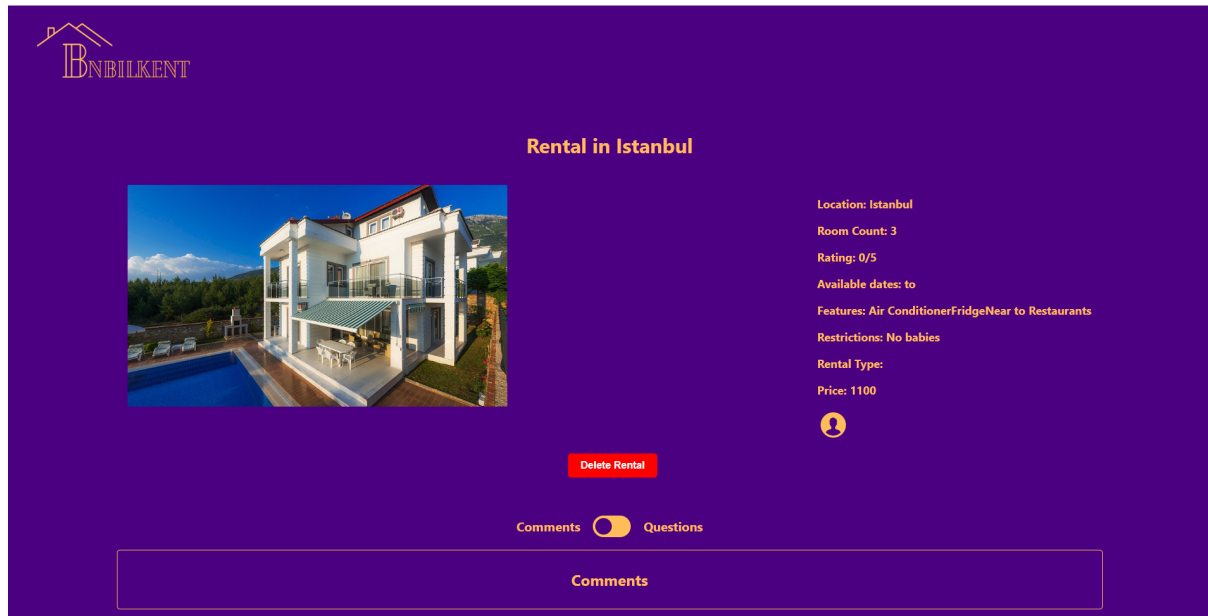 BNBILKENT
Rental in Istanbul
Location: Istanbul
Room Count: 3
Rating: 0/5
Available dates: to
Features: Air ConditionerFridgeNear to Restaurants
Restrictions: No babies
Rental Type:
Price: 1100
Delete Rental
Comments Questions
Comments